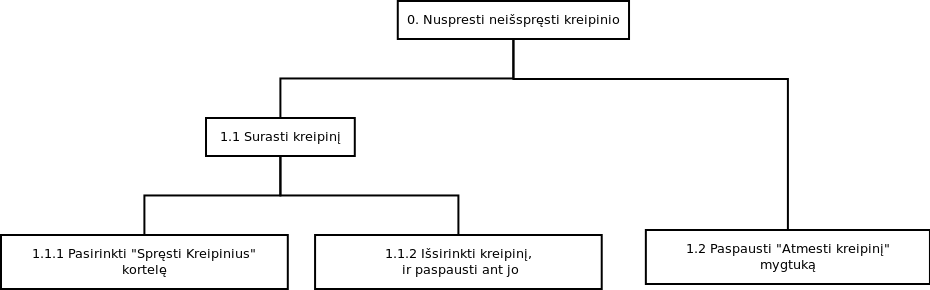 0. Nuspresti neišspręsti kreipinio
1.1 Surasti kreipinį
1.1.1 Pasirinkti "Spręsti Kreipinius"
kortelę
1.1.2 Išsirinkti kreipinį,
ir paspausti ant jo
1.2 Paspausti "Atmesti kreipinį"
mygtuką